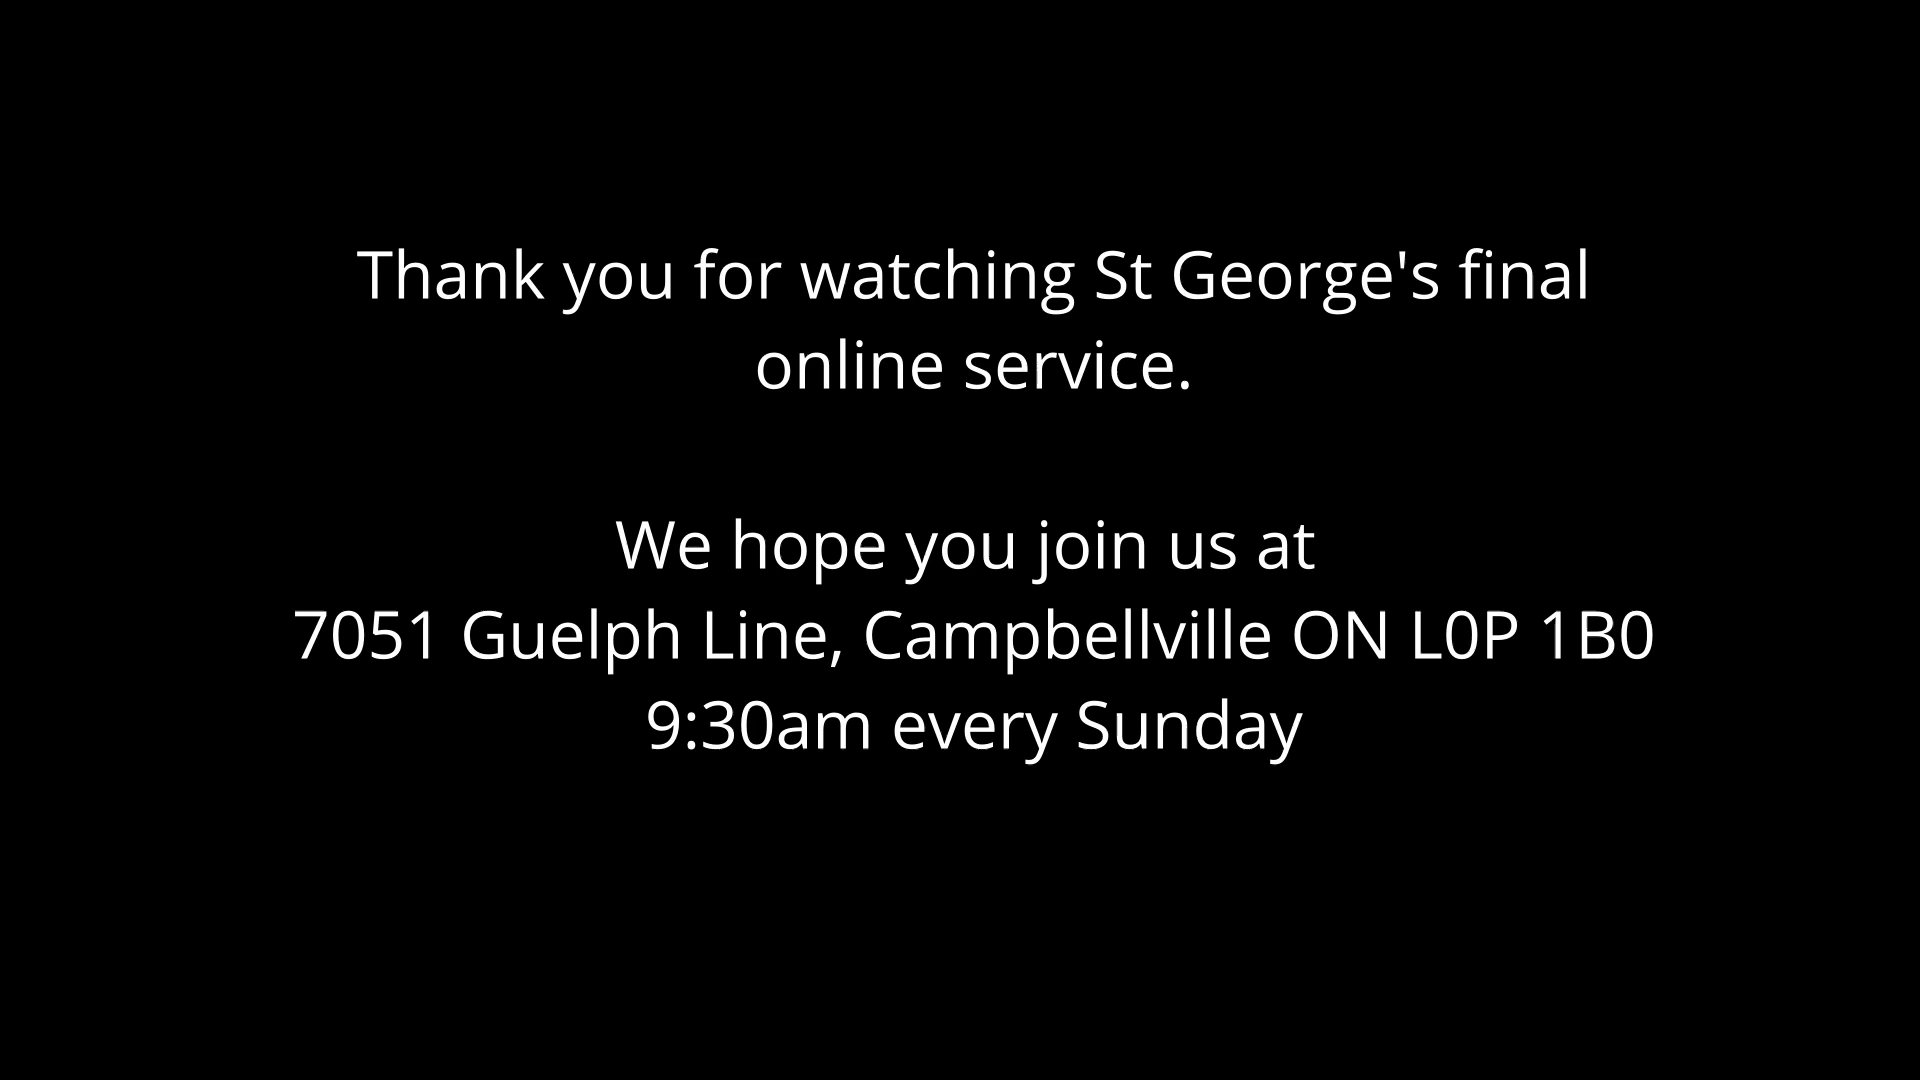 Thank you for watching St George's final
online service.
We hope you join us at
7051 Guelph Line, Campbellville ON L0P 1B0
9:30am every Sunday